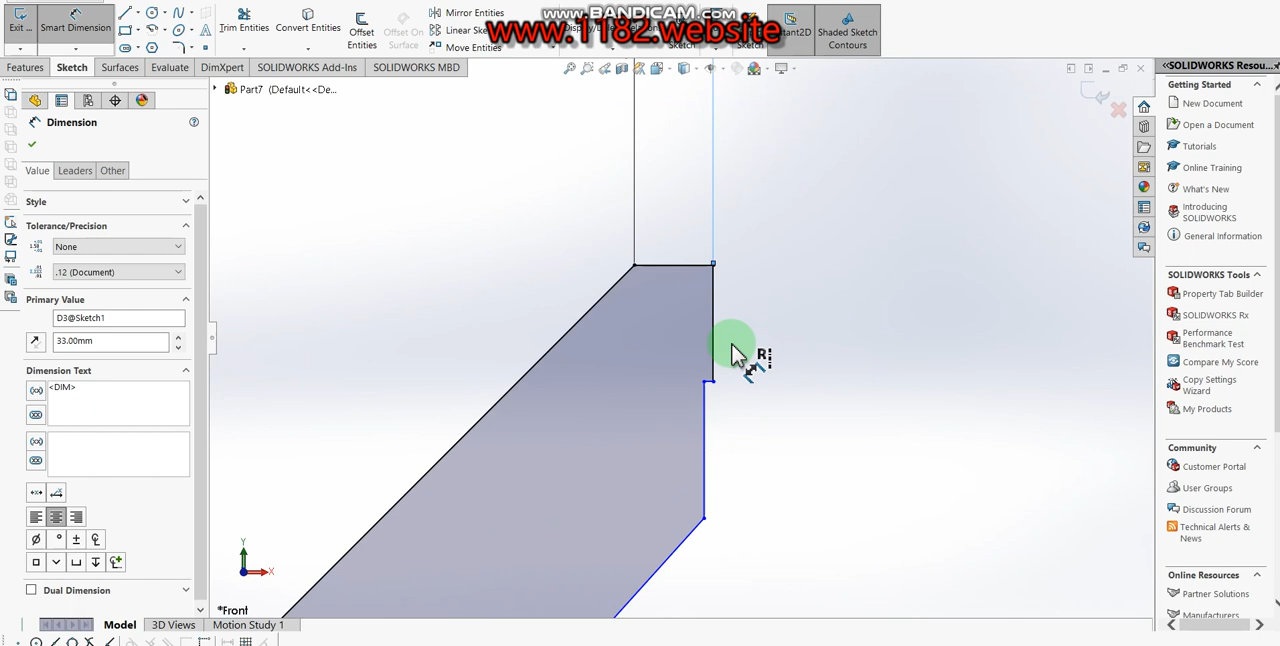 www.BANDICAM.com
www.1182.website
Exit ...
Smart Dimension
Trim Entities
Convert Entities
Offset Entities
Offset On Surface
Mirror Entities
Linear Sketch
Move Entities
Sketch
Sketch
Instant2D
Shaded Sketch Contours
Features
Sketch
Surfaces
Evaluate
DimXpert
SOLIDWORKS Add-Ins
SOLIDWORKS MBD
Part7 (Default<<De...
Dimension
Value
Leaders
Other
Style
Tolerance/Precision
None
.12 (Document)
Primary Value
D3@Sketch1
33.00mm
Dimension Text
<DIM>
Dual Dimension
Y
X
*Front
R
Model
3D Views
Motion Study 1
SOLIDWORKS Resou...
Getting Started
New Document
Open a Document
Tutorials
Online Training
What's New
Introducing SOLIDWORKS
General Information
SOLIDWORKS Tools
Property Tab Builder
SOLIDWORKS Rx
Performance Benchmark Test
Compare My Score
Copy Settings Wizard
My Products
Community
Customer Portal
User Groups
Discussion Forum
Technical Alerts & News
Online Resources
Partner Solutions
Manufacturers